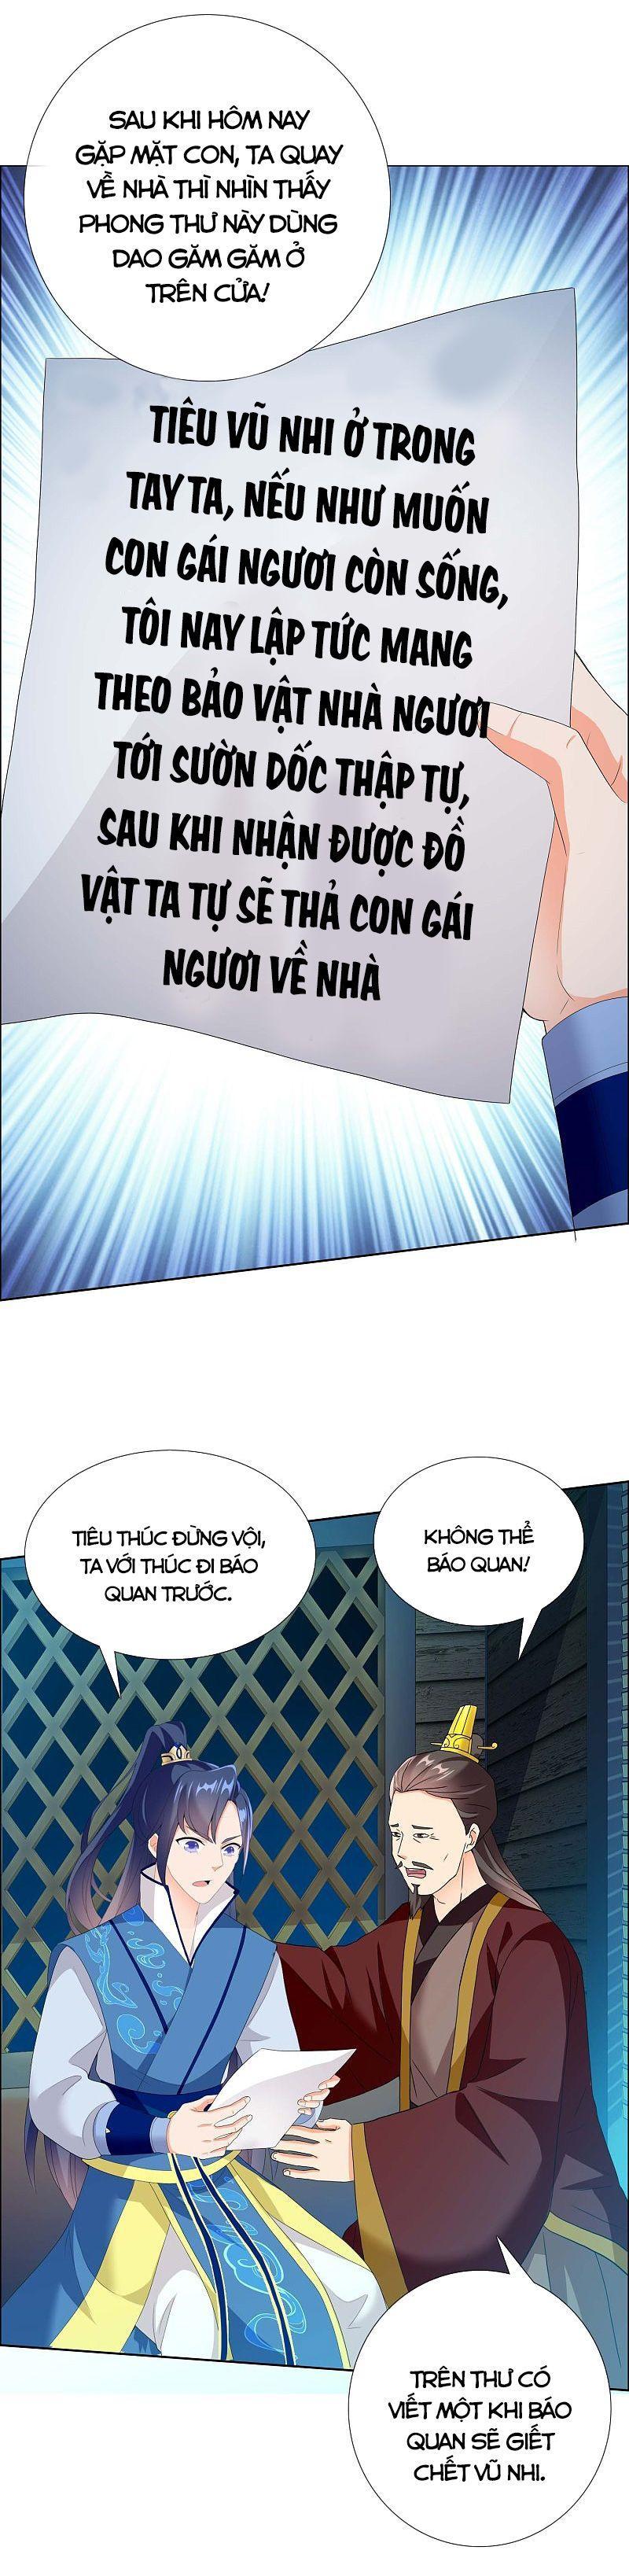 SAU KHI HÔM NAY
GẶP MẶT CON, TA QUAY
VỀ NHÀ THÌ NHÌN THẤY
PHONG THƯ NÀY DÙNG
DAO GĂM GĂM Ở
TRÊN CỬA!
TIÊU VŨ NHI Ở TRONG
TAY TA, NẾU NHƯ MUỐN
CON GÁI NGƯƠI CÒN SỐNG,
TÔI NAY LẬP TỨC MANG
THEO BẢO VẬT NHÀ NGƯƠI
TỚI SƯỜN DỐC THẬP TỰ,
SAU KHI NHẬN ĐƯỢC ĐỒ
VẬT TA TỰ SẼ THẢ CON GÁI
NGƯƠI VỀ NHÀ
TIÊU THÚC ĐỪNG VỘI,
TA VỚI THÚC ĐI BÁO
QUAN TRƯỚC.
KHÔNG THỂ
BÁO QUAN!
TRÊN THƯ CÓ
VIẾT MỘT KHI BÁO
QUAN SẼ GIẾT
CHẾT VŨ NHI.